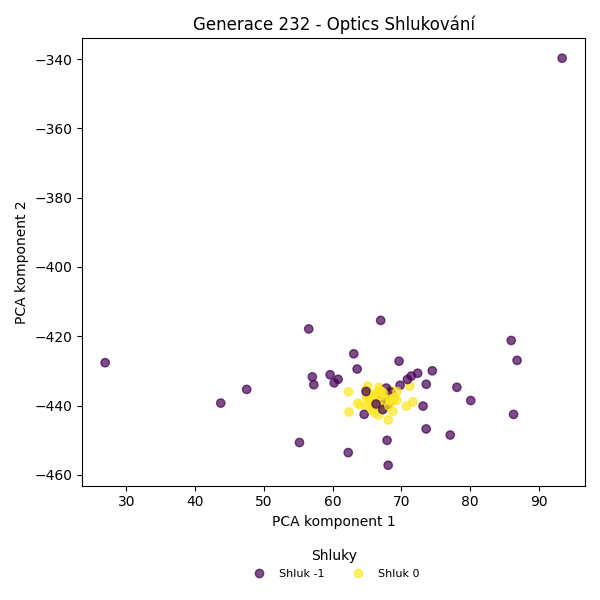 Generace 232 - Optics Shlukování
PCA komponent 2
−340
−360
−380
−400
−420
−440
−460
30 40 50 60 70 80 90
PCA komponent 1
Shluky
Shluk -1 Shluk 0